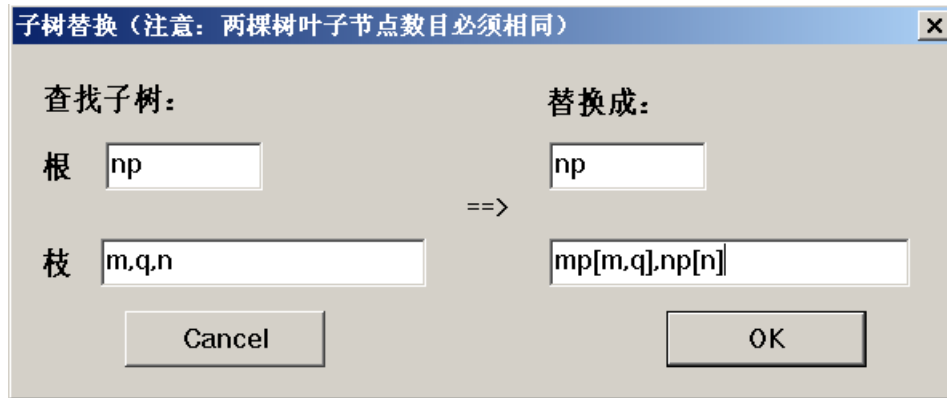 子树替换（注意：两棵树叶子节点数目必须相同）
查找子树：
替换成：
根
np
np
==>
枝
m,q,n
mp[m,q],np[n]
Cancel
OK